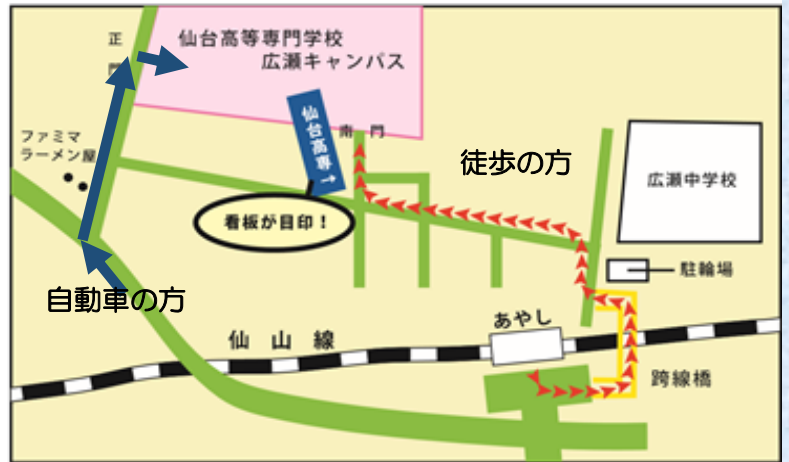 正門
仙台高等専門学校
広瀬キャンパス
ファミマ
ラーメン屋
仙台高専→
南門
徒歩の方
広瀬中学校
看板が目印！
駐輪場
自動車の方
仙山線
あやし
跨線橋